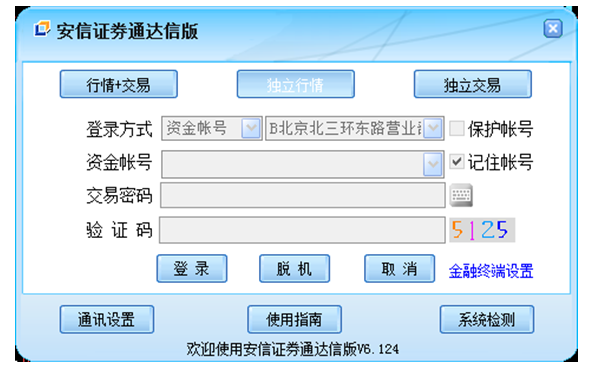 安信证券通达信版
行情+交易 独立行情 独立交易
登录方式 资金帐号 B北京北三环东路营业部 保护帐号
资金帐号 记住帐号
交易密码
验证码 5125
登录 脱机 取消 金融终端设置
通讯设置 使用指南 系统检测
欢迎使用安信证券通达信版V6.124